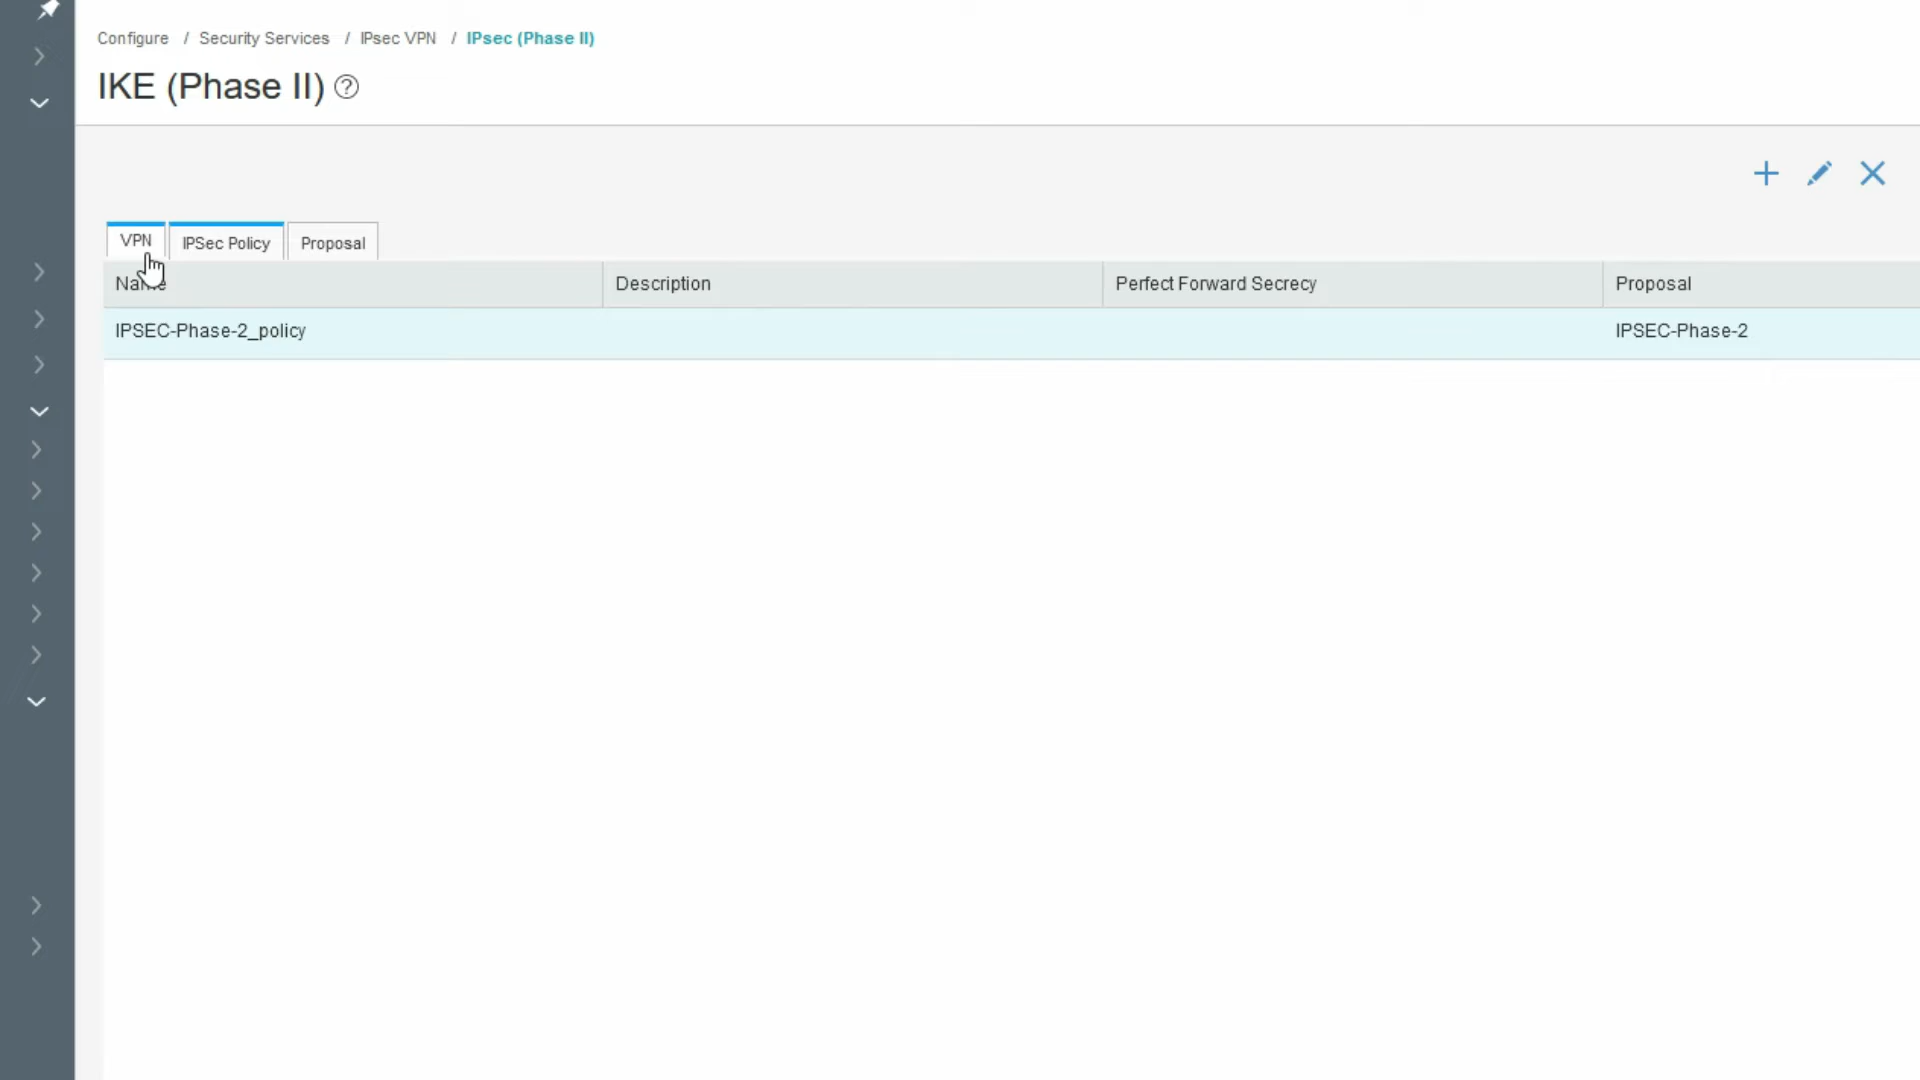 Configure / Security Services / IPsec VPN / IPsec (Phase II)
IKE (Phase II) ?
VPN IPSec Policy Proposal
Name Description Perfect Forward Secrecy Proposal
IPSEC-Phase-2_policy IPSEC-Phase-2